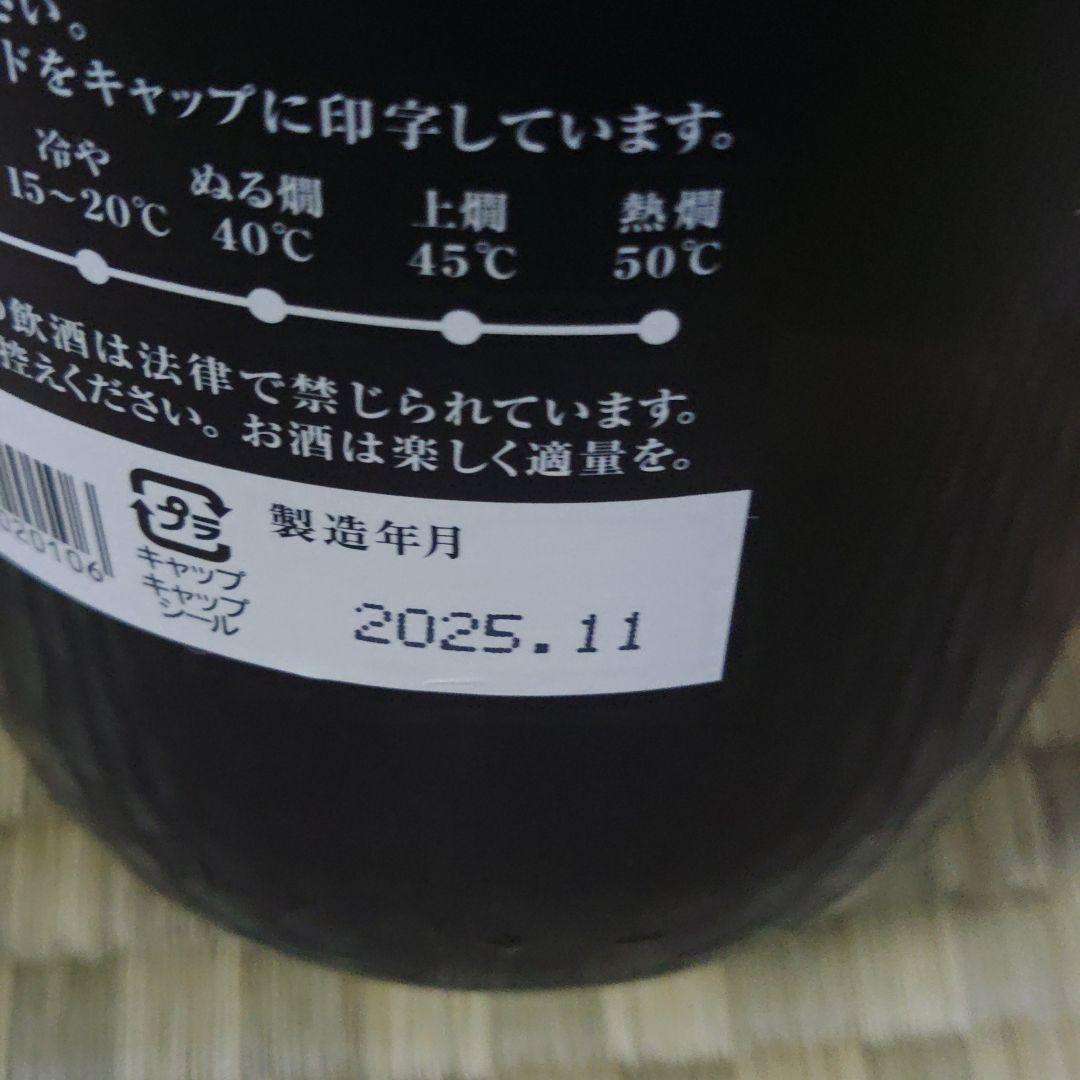 さい。
ドをキャップに印字しています。
冷や ぬる燗 上燗 熱燗
15～20℃ 40℃ 45℃ 50℃
飲酒は法律で禁じられています。
控えください。お酒は楽しく適量を。
020106
プラ
キャップ
キャップ
シール
製造年月
2025.11